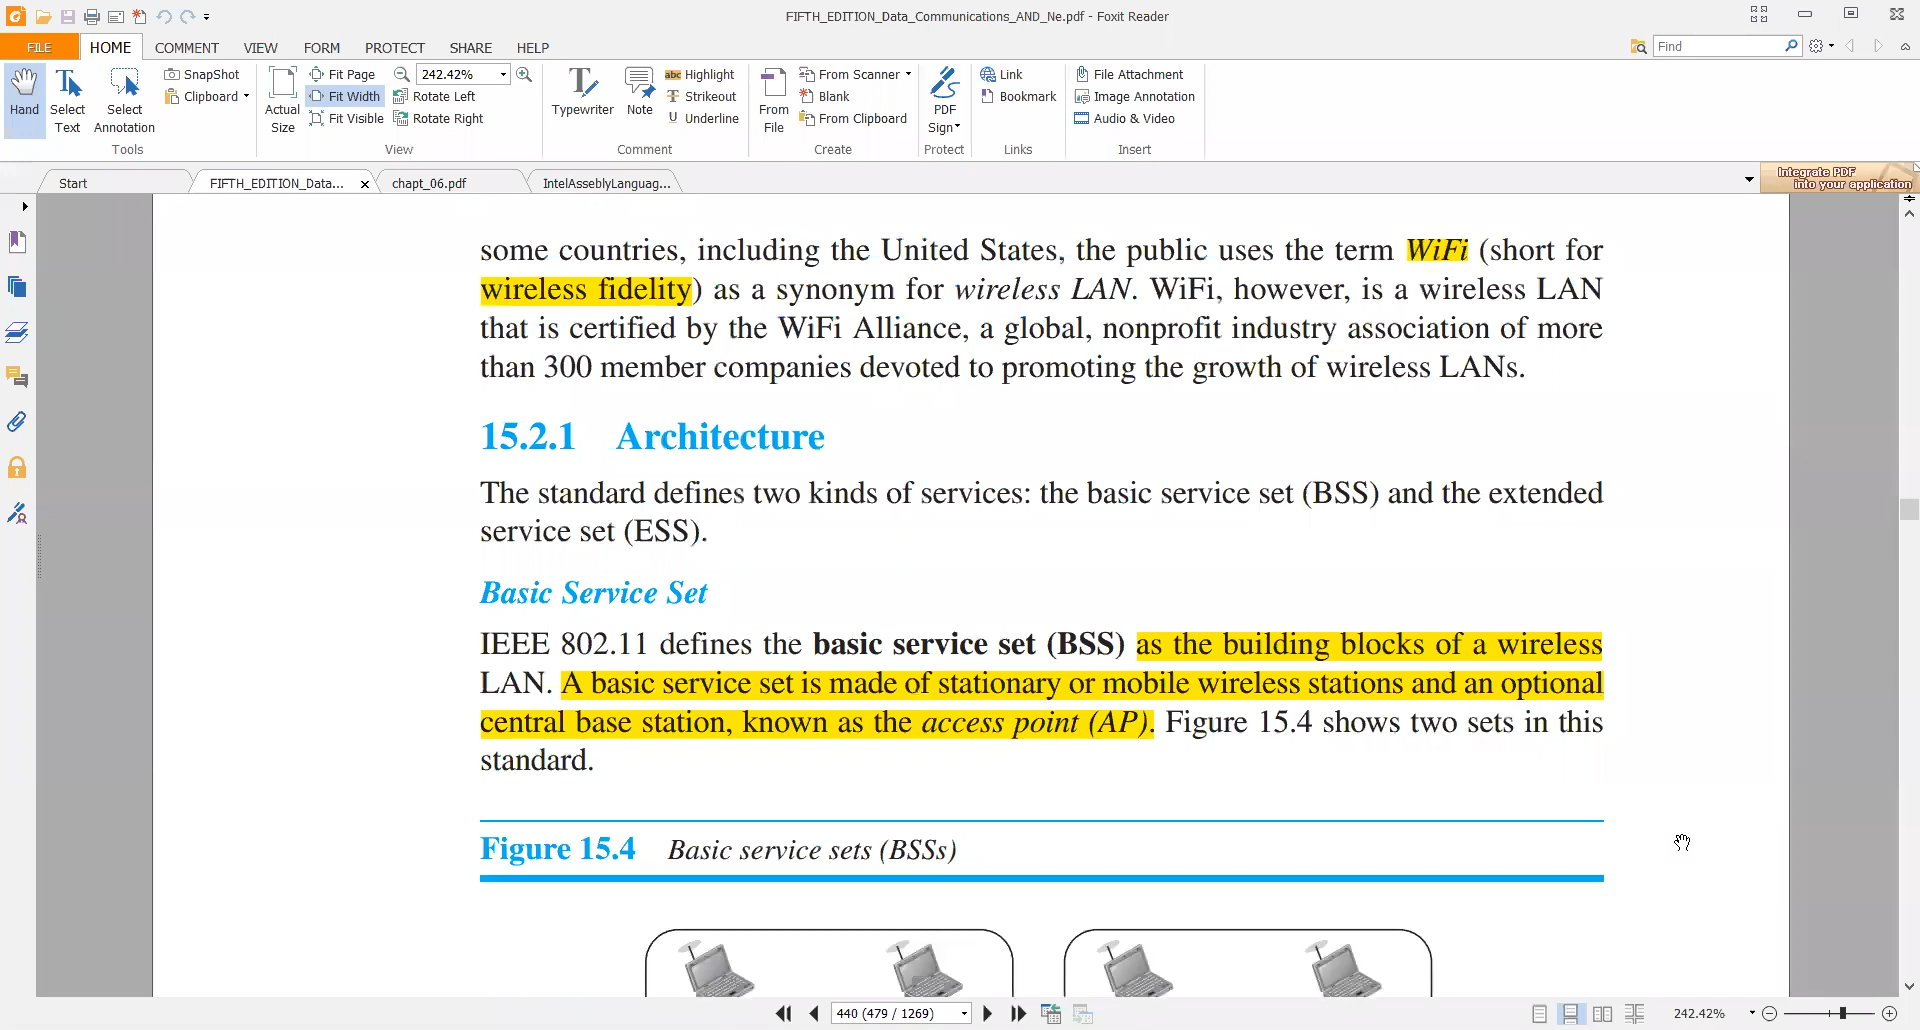 FIFTH_EDITION_Data_Communications_AND_Ne.pdf - Foxit Reader
FILE HOME COMMENT VIEW FORM PROTECT SHARE HELP Find
Hand
Select Text
Select Annotation
Tools
SnapShot
Clipboard
Actual Size
Fit Page
Fit Width
Fit Visible
242.42%
Rotate Left
Rotate Right
View
Typewriter
Note
abc Highlight
Strikeout
Underline
Comment
From File
From Scanner
Blank
From Clipboard
Create
PDF Sign
Protect
Link
Bookmark
Links
File Attachment
Image Annotation
Audio & Video
Insert
Start FIFTH_EDITION_Data... chapt_06.pdf IntelAsseblyLanguag...
Integrate PDF
into your application
some countries, including the United States, the public uses the term WiFi (short for
wireless fidelity) as a synonym for wireless LAN. WiFi, however, is a wireless LAN
that is certified by the WiFi Alliance, a global, nonprofit industry association of more
than 300 member companies devoted to promoting the growth of wireless LANs.
15.2.1 Architecture
The standard defines two kinds of services: the basic service set (BSS) and the extended
service set (ESS).
Basic Service Set
IEEE 802.11 defines the basic service set (BSS) as the building blocks of a wireless
LAN. A basic service set is made of stationary or mobile wireless stations and an optional
central base station, known as the access point (AP). Figure 15.4 shows two sets in this
standard.
Figure 15.4 Basic service sets (BSSs)
440 (479 / 1269)
242.42%